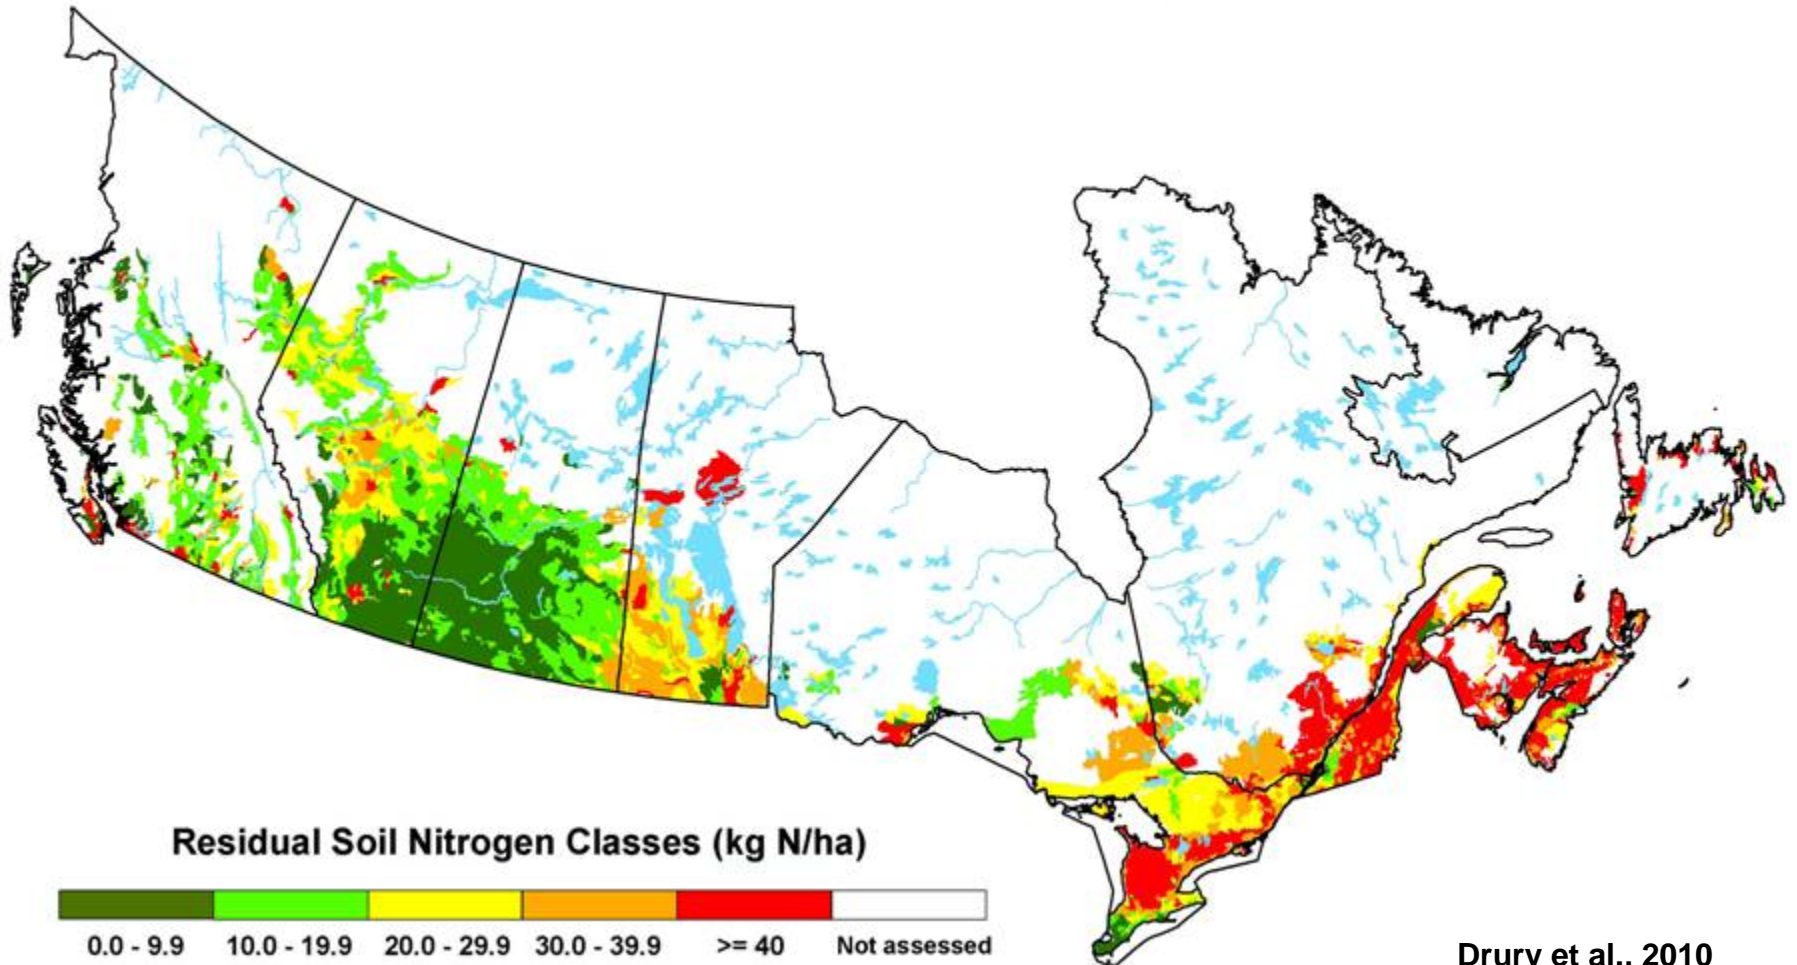 Residual Soil Nitrogen Classes (kg N/ha)
0.0 - 9.9 10.0 - 19.9 20.0 - 29.9 30.0 - 39.9 >= 40 Not assessed
Drury et al., 2010